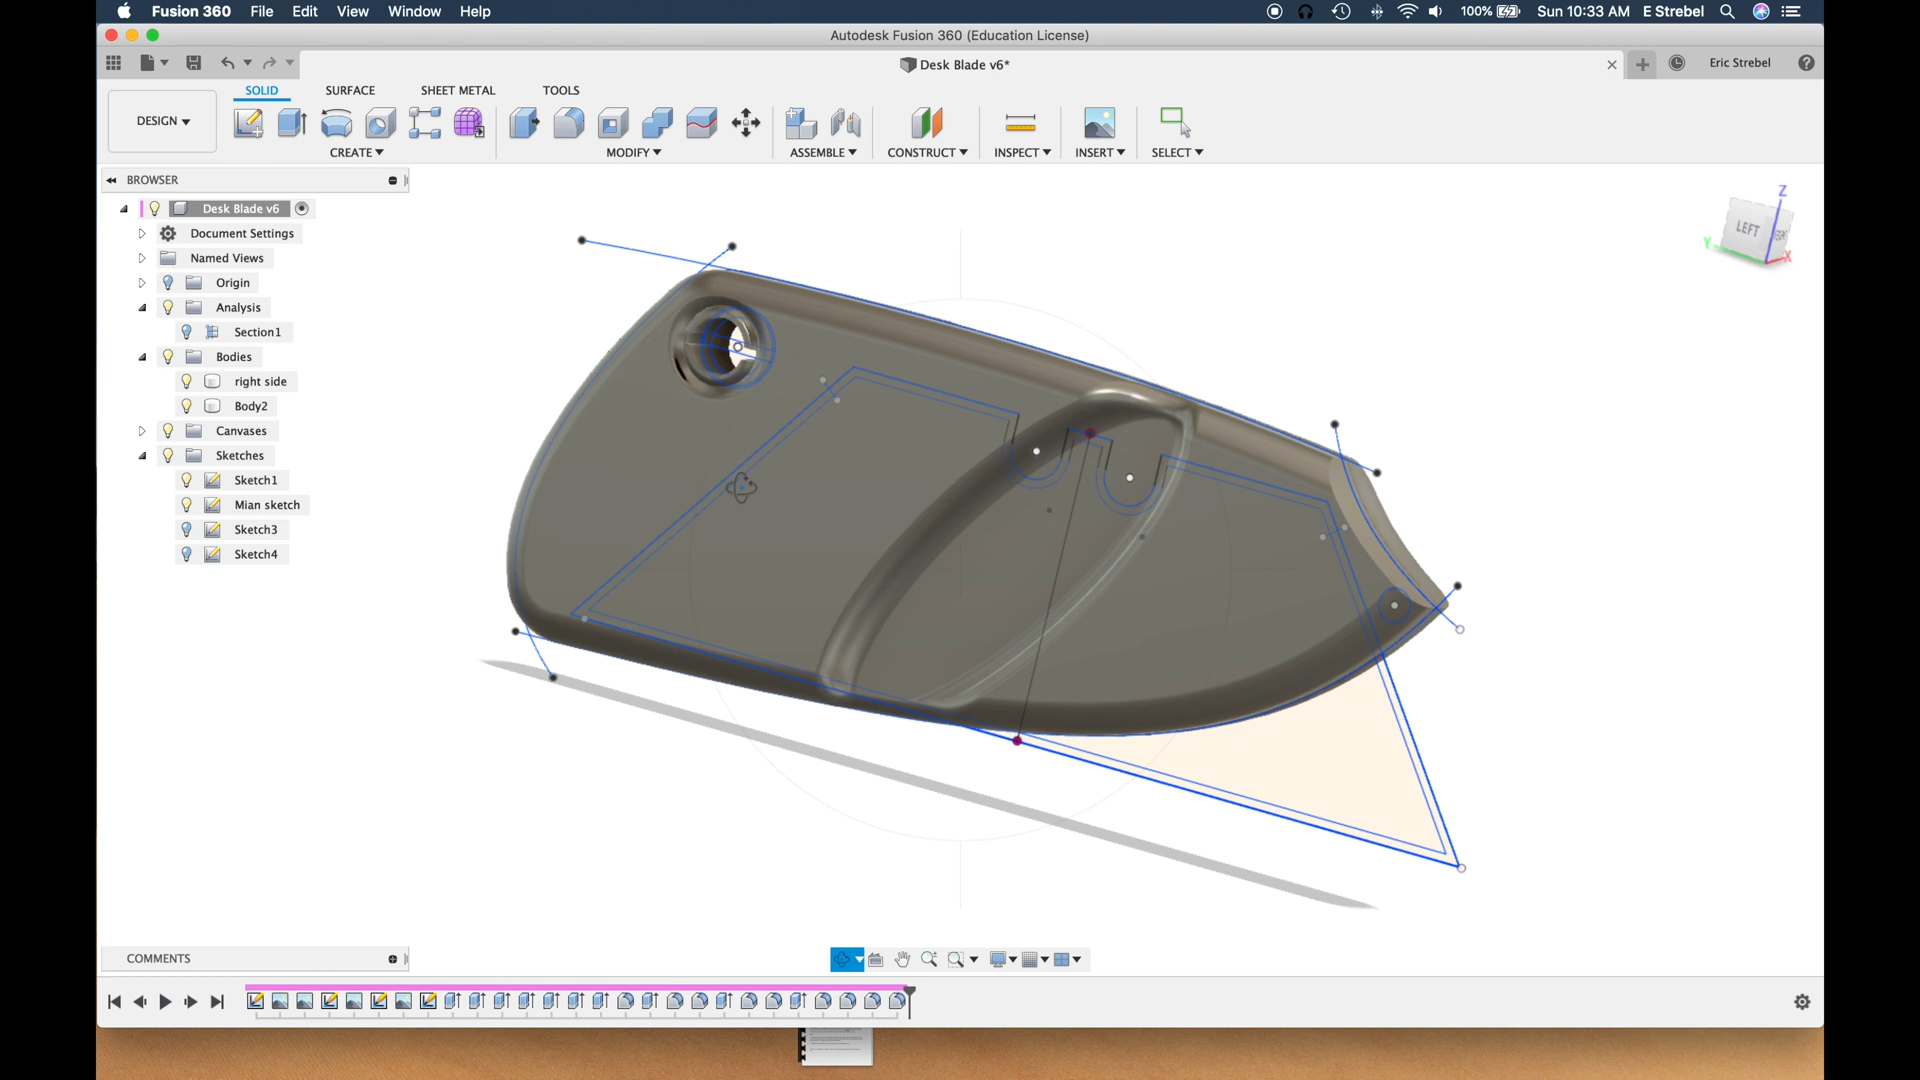 Fusion 360 File Edit View Window Help 100% Sun 10:33 AM E Strebel
Autodesk Fusion 360 (Education License)
Desk Blade v6*
Eric Strebel
SOLID SURFACE SHEET METAL TOOLS
DESIGN
CREATE MODIFY ASSEMBLE CONSTRUCT INSPECT INSERT SELECT
BROWSER
Desk Blade v6
Document Settings
Named Views
Origin
Analysis
Section1
Bodies
right side
Body2
Canvases
Sketches
Sketch1
Mian sketch
Sketch3
Sketch4
Z
LEFT
Y
X
COMMENTS